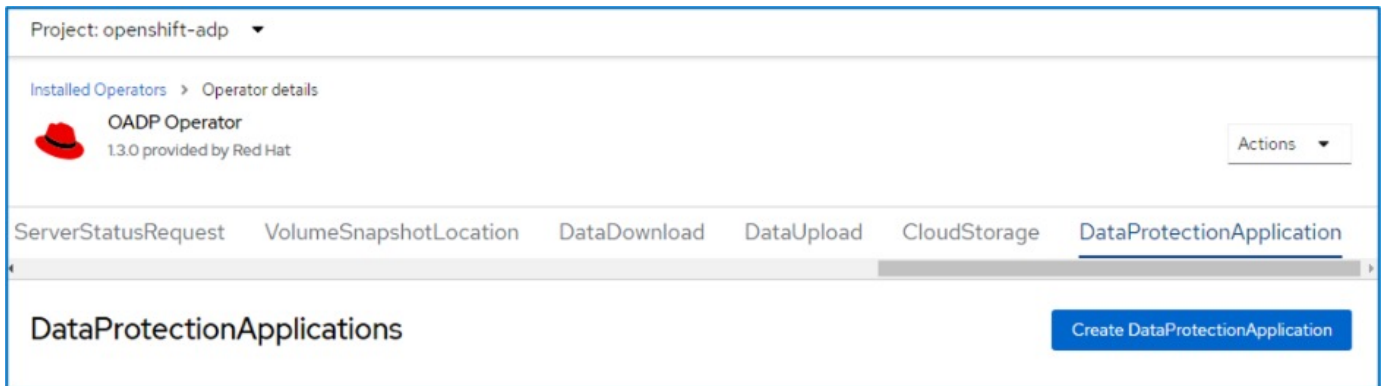 Project: openshift-adp
Installed Operators > Operator details
OADP Operator
1.3.0 provided by Red Hat
Actions
ServerStatusRequest VolumeSnapshotLocation DataDownload DataUpload CloudStorage DataProtectionApplication
DataProtectionApplications
Create DataProtectionApplication